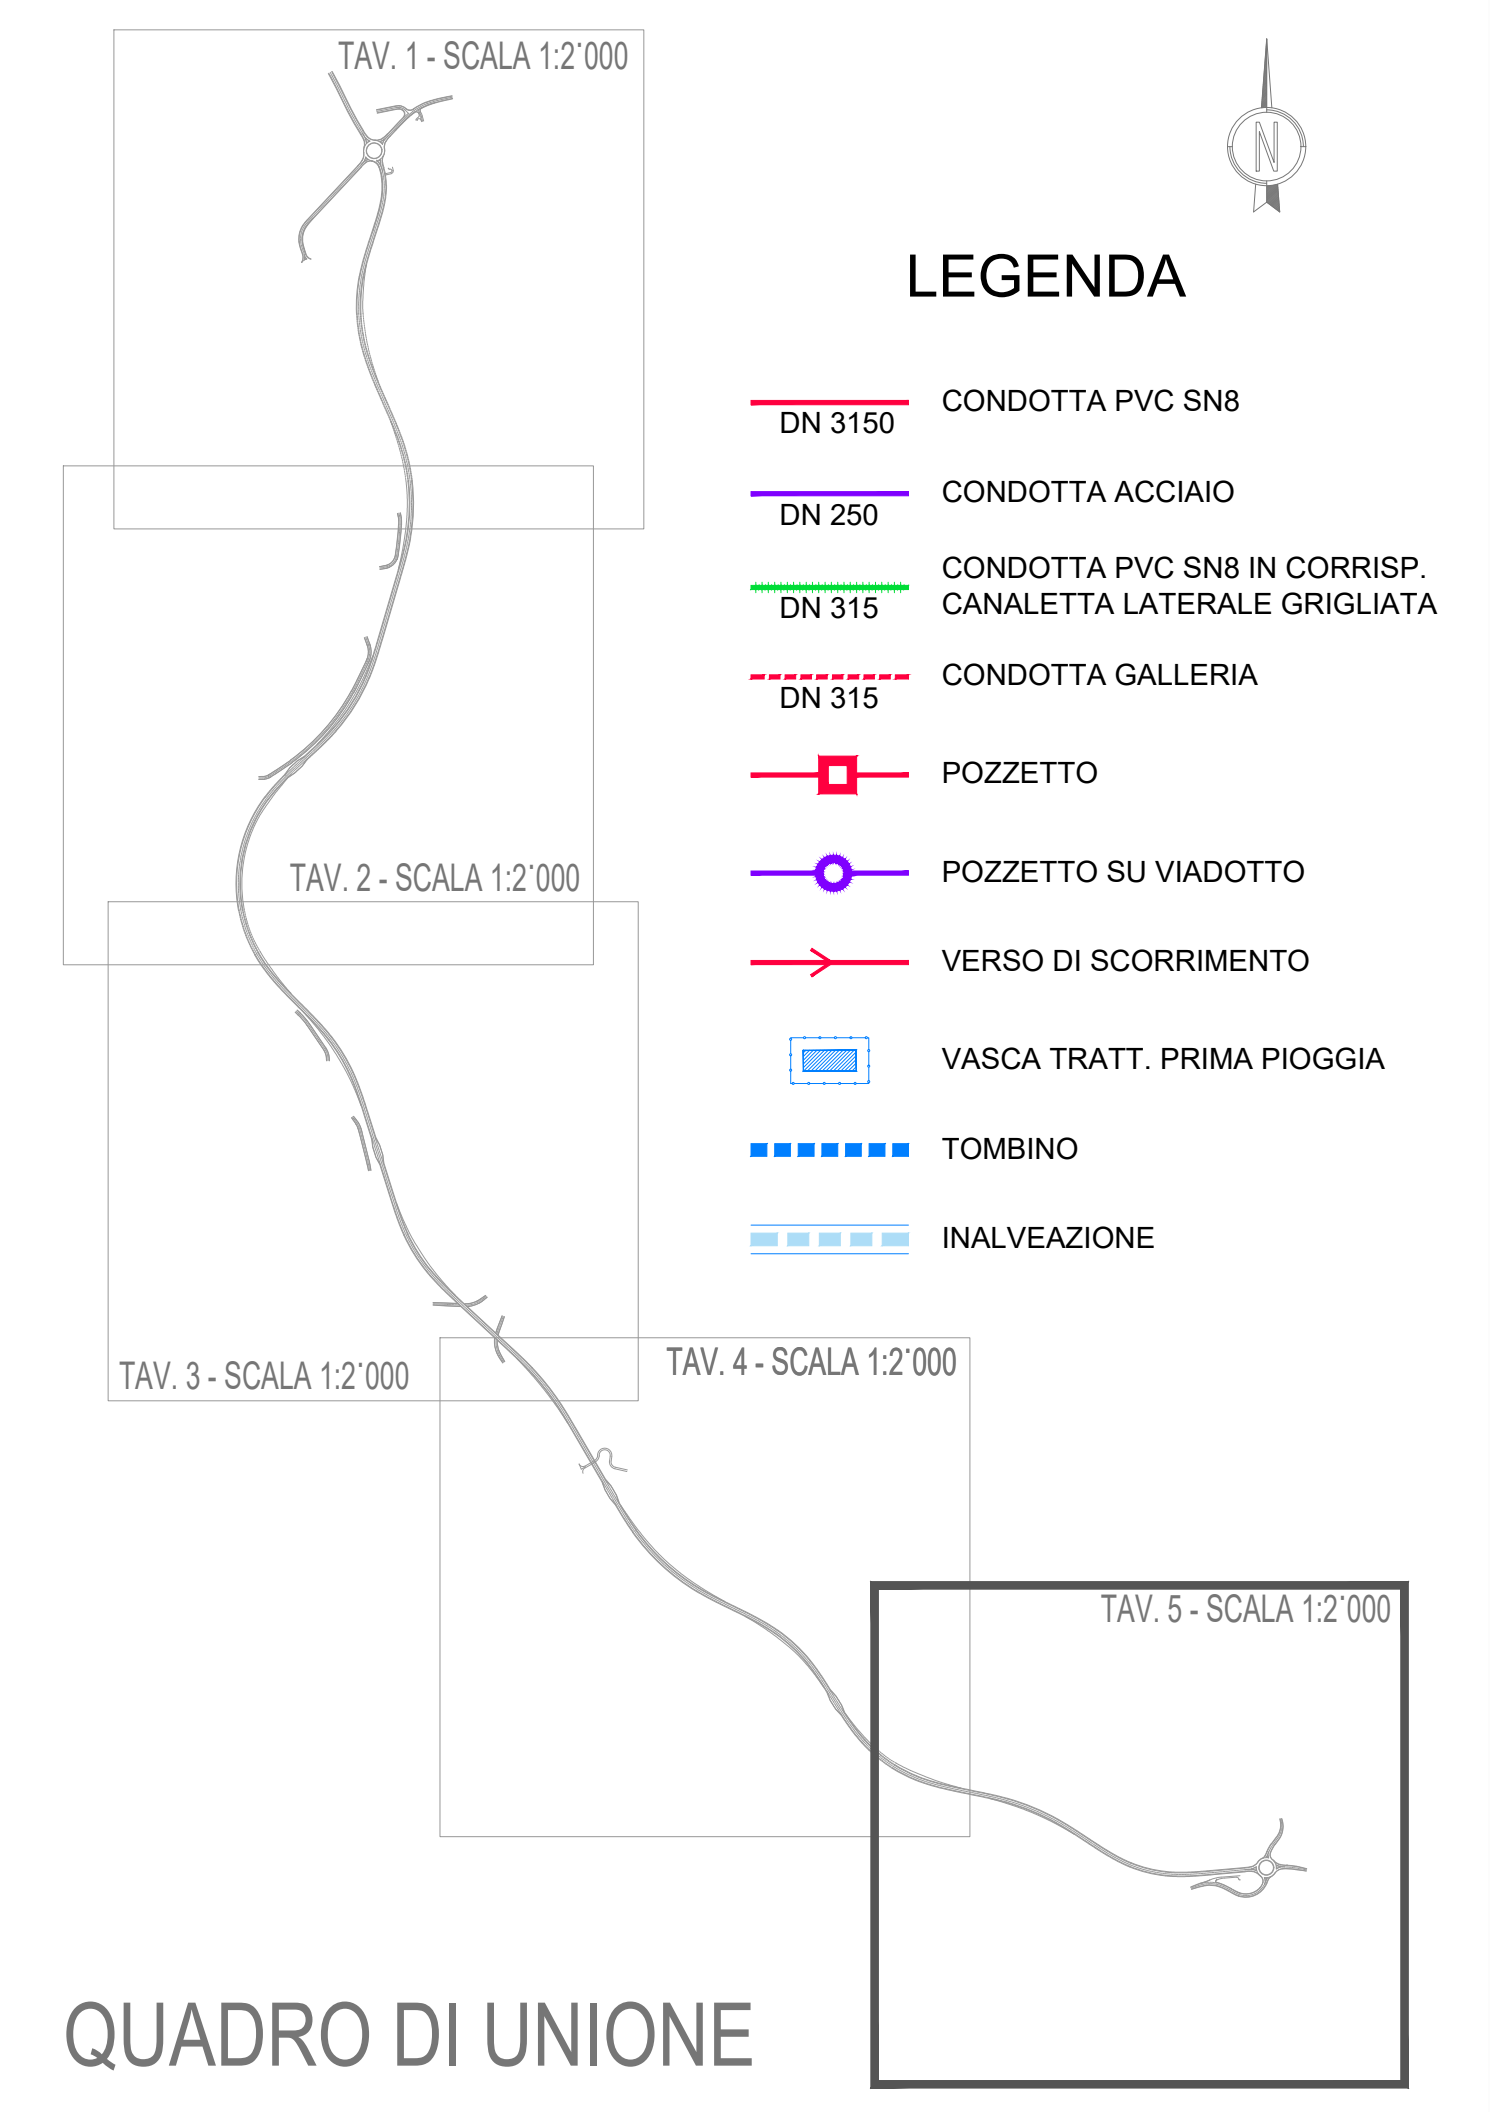 TAV. 1 - SCALA 1:2˙000
N
LEGENDA
CONDOTTA PVC SN8
DN 3150
CONDOTTA ACCIAIO
DN 250
CONDOTTA PVC SN8 IN CORRISP.
CANALETTA LATERALE GRIGLIATA
DN 315
CONDOTTA GALLERIA
DN 315
POZZETTO
POZZETTO SU VIADOTTO
VERSO DI SCORRIMENTO
VASCA TRATT. PRIMA PIOGGIA
TOMBINO
INALVEAZIONE
TAV. 2 - SCALA 1:2˙000
TAV. 3 - SCALA 1:2˙000
TAV. 4 - SCALA 1:2˙000
TAV. 5 - SCALA 1:2˙000
QUADRO DI UNIONE